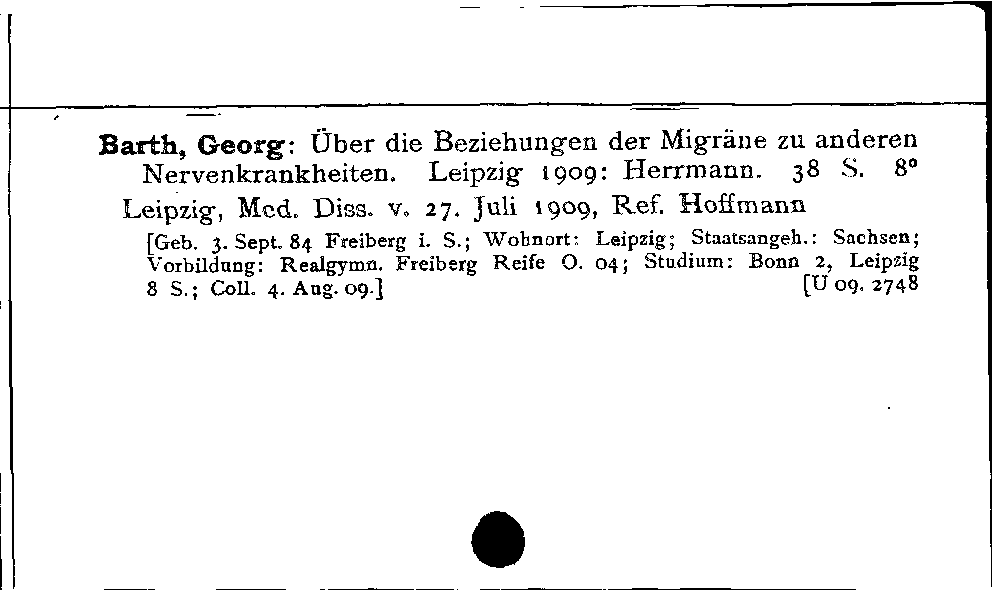 Barth, Georg: Über die Beziehungen der Migräne zu anderen
Nervenkrankheiten. Leipzig 1909: Herrmann. 38 S. 8°
Leipzig, Med. Diss. v. 27. Juli 1909, Ref. Hoffmann
[Geb. 3. Sept. 84 Freiberg i. S.; Wohnort: Leipzig; Staatsangeh.: Sachsen;
Vorbildung: Realgymn. Freiberg Reife O. 04; Studium: Bonn 2, Leipzig
8 S.; Coll. 4. Aug. 09.] [U 09. 2748